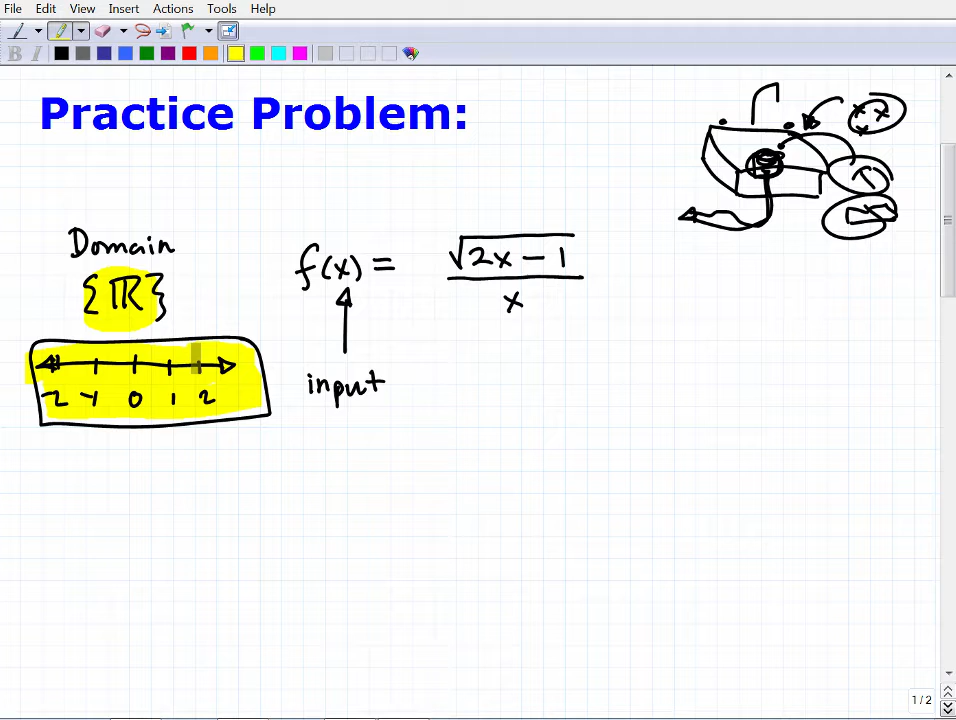 File Edit View Insert Actions Tools Help
B I
Practice Problem:
Domain
{ℝ}
f(x) = √2x − 1
x
-2 -1 0 1 2
input
1 / 2